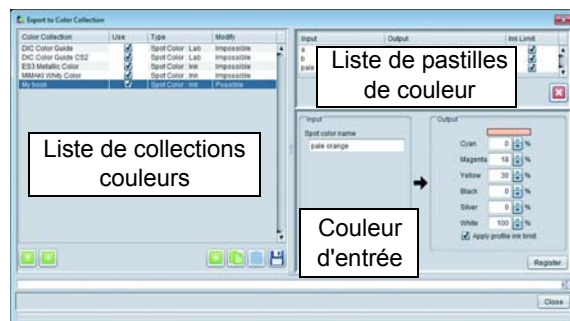 Export to Color Collection
Color Collection Use Type Modify
DIC Color Guide Spot Color : Lab Impossible
DIC Color Guide CS2 Spot Color : Lab Impossible
ES3 Metallic Color Spot Color : Ink Impossible
MIMAKI White Color Spot Color : Ink Impossible
My book Spot Color : Ink Possible
Liste de collections
couleurs
Input Output Ink Limit
a
b
pale
Liste de pastilles
de couleur
Input
Spot color name
pale orange
Couleur
d'entrée
Output
Cyan 0 %
Magenta 18 %
Yellow 20 %
Black 0 %
Silver 0 %
White 100 %
Apply profile ink limit
Register
Close